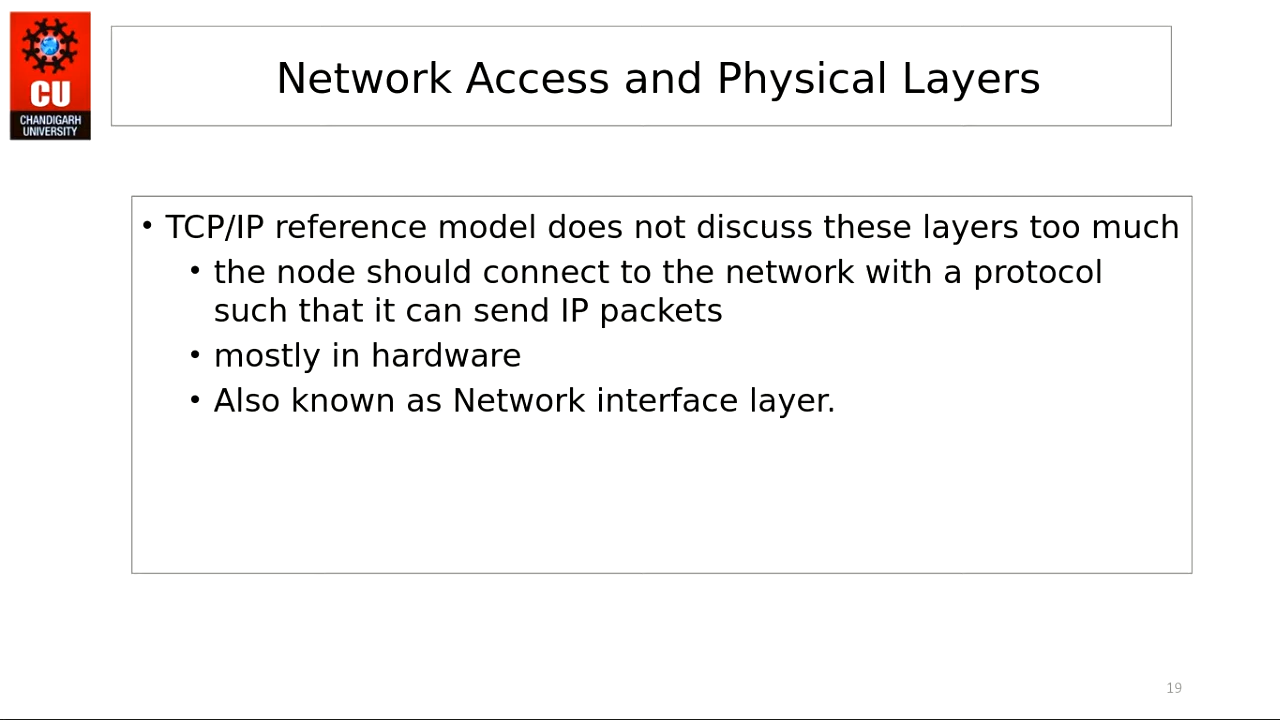 CU
CHANDIGARH
UNIVERSITY
Network Access and Physical Layers
• TCP/IP reference model does not discuss these layers too much
• the node should connect to the network with a protocol
such that it can send IP packets
• mostly in hardware
• Also known as Network interface layer.
19